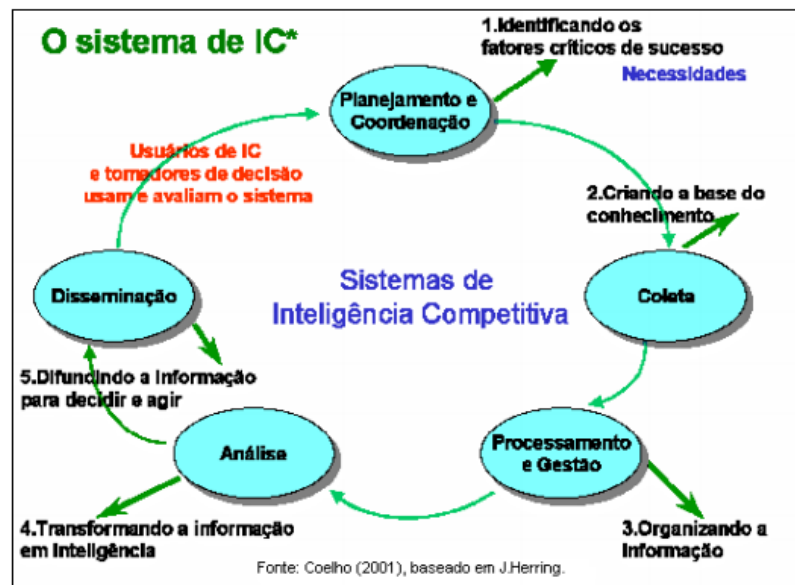 O sistema de IC*
1.Identificando os
fatores críticos de sucesso
Necessidades
Planejamento e
Coordenação
Usuários de IC
e tomadores de decisão
usam e avaliam o sistema
2.Criando a base do
conhecimento
Disseminação
Sistemas de
Inteligência Competitiva
Coleta
5.Difundindo a informação
para decidir e agir
Análise
Processamento
e Gestão
4.Transformando a informação
em inteligência
3.Organizando a
informação
Fonte: Coelho (2001), baseado em J.Herring.